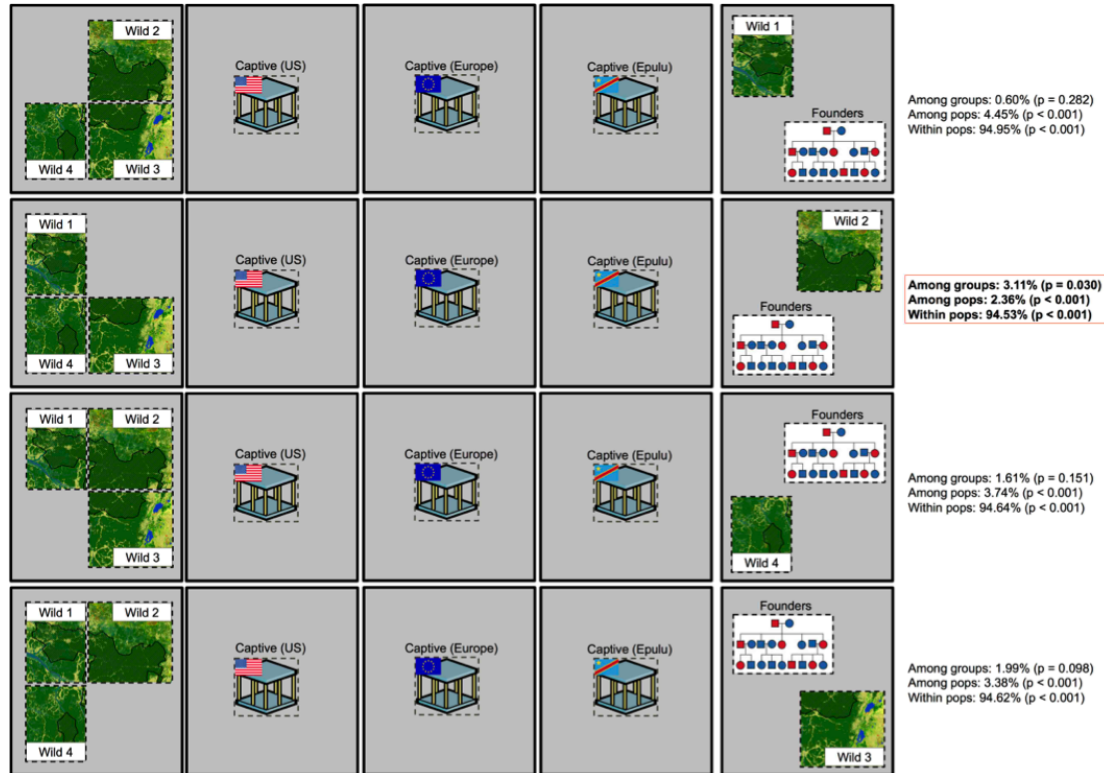 Wild 2
Wild 4
Wild 3
Captive (US)
Captive (Europe)
Captive (Epulu)
Wild 1
Founders
Among groups: 0.60% (p = 0.282)
Among pops: 4.45% (p < 0.001)
Within pops: 94.95% (p < 0.001)
Wild 1
Wild 4
Wild 3
Captive (US)
Captive (Europe)
Captive (Epulu)
Wild 2
Founders
Among groups: 3.11% (p = 0.030)
Among pops: 2.36% (p < 0.001)
Within pops: 94.53% (p < 0.001)
Wild 1
Wild 2
Wild 3
Captive (US)
Captive (Europe)
Captive (Epulu)
Founders
Wild 4
Among groups: 1.61% (p = 0.151)
Among pops: 3.74% (p < 0.001)
Within pops: 94.64% (p < 0.001)
Wild 1
Wild 2
Wild 4
Captive (US)
Captive (Europe)
Captive (Epulu)
Founders
Wild 3
Among groups: 1.99% (p = 0.098)
Among pops: 3.38% (p < 0.001)
Within pops: 94.62% (p < 0.001)